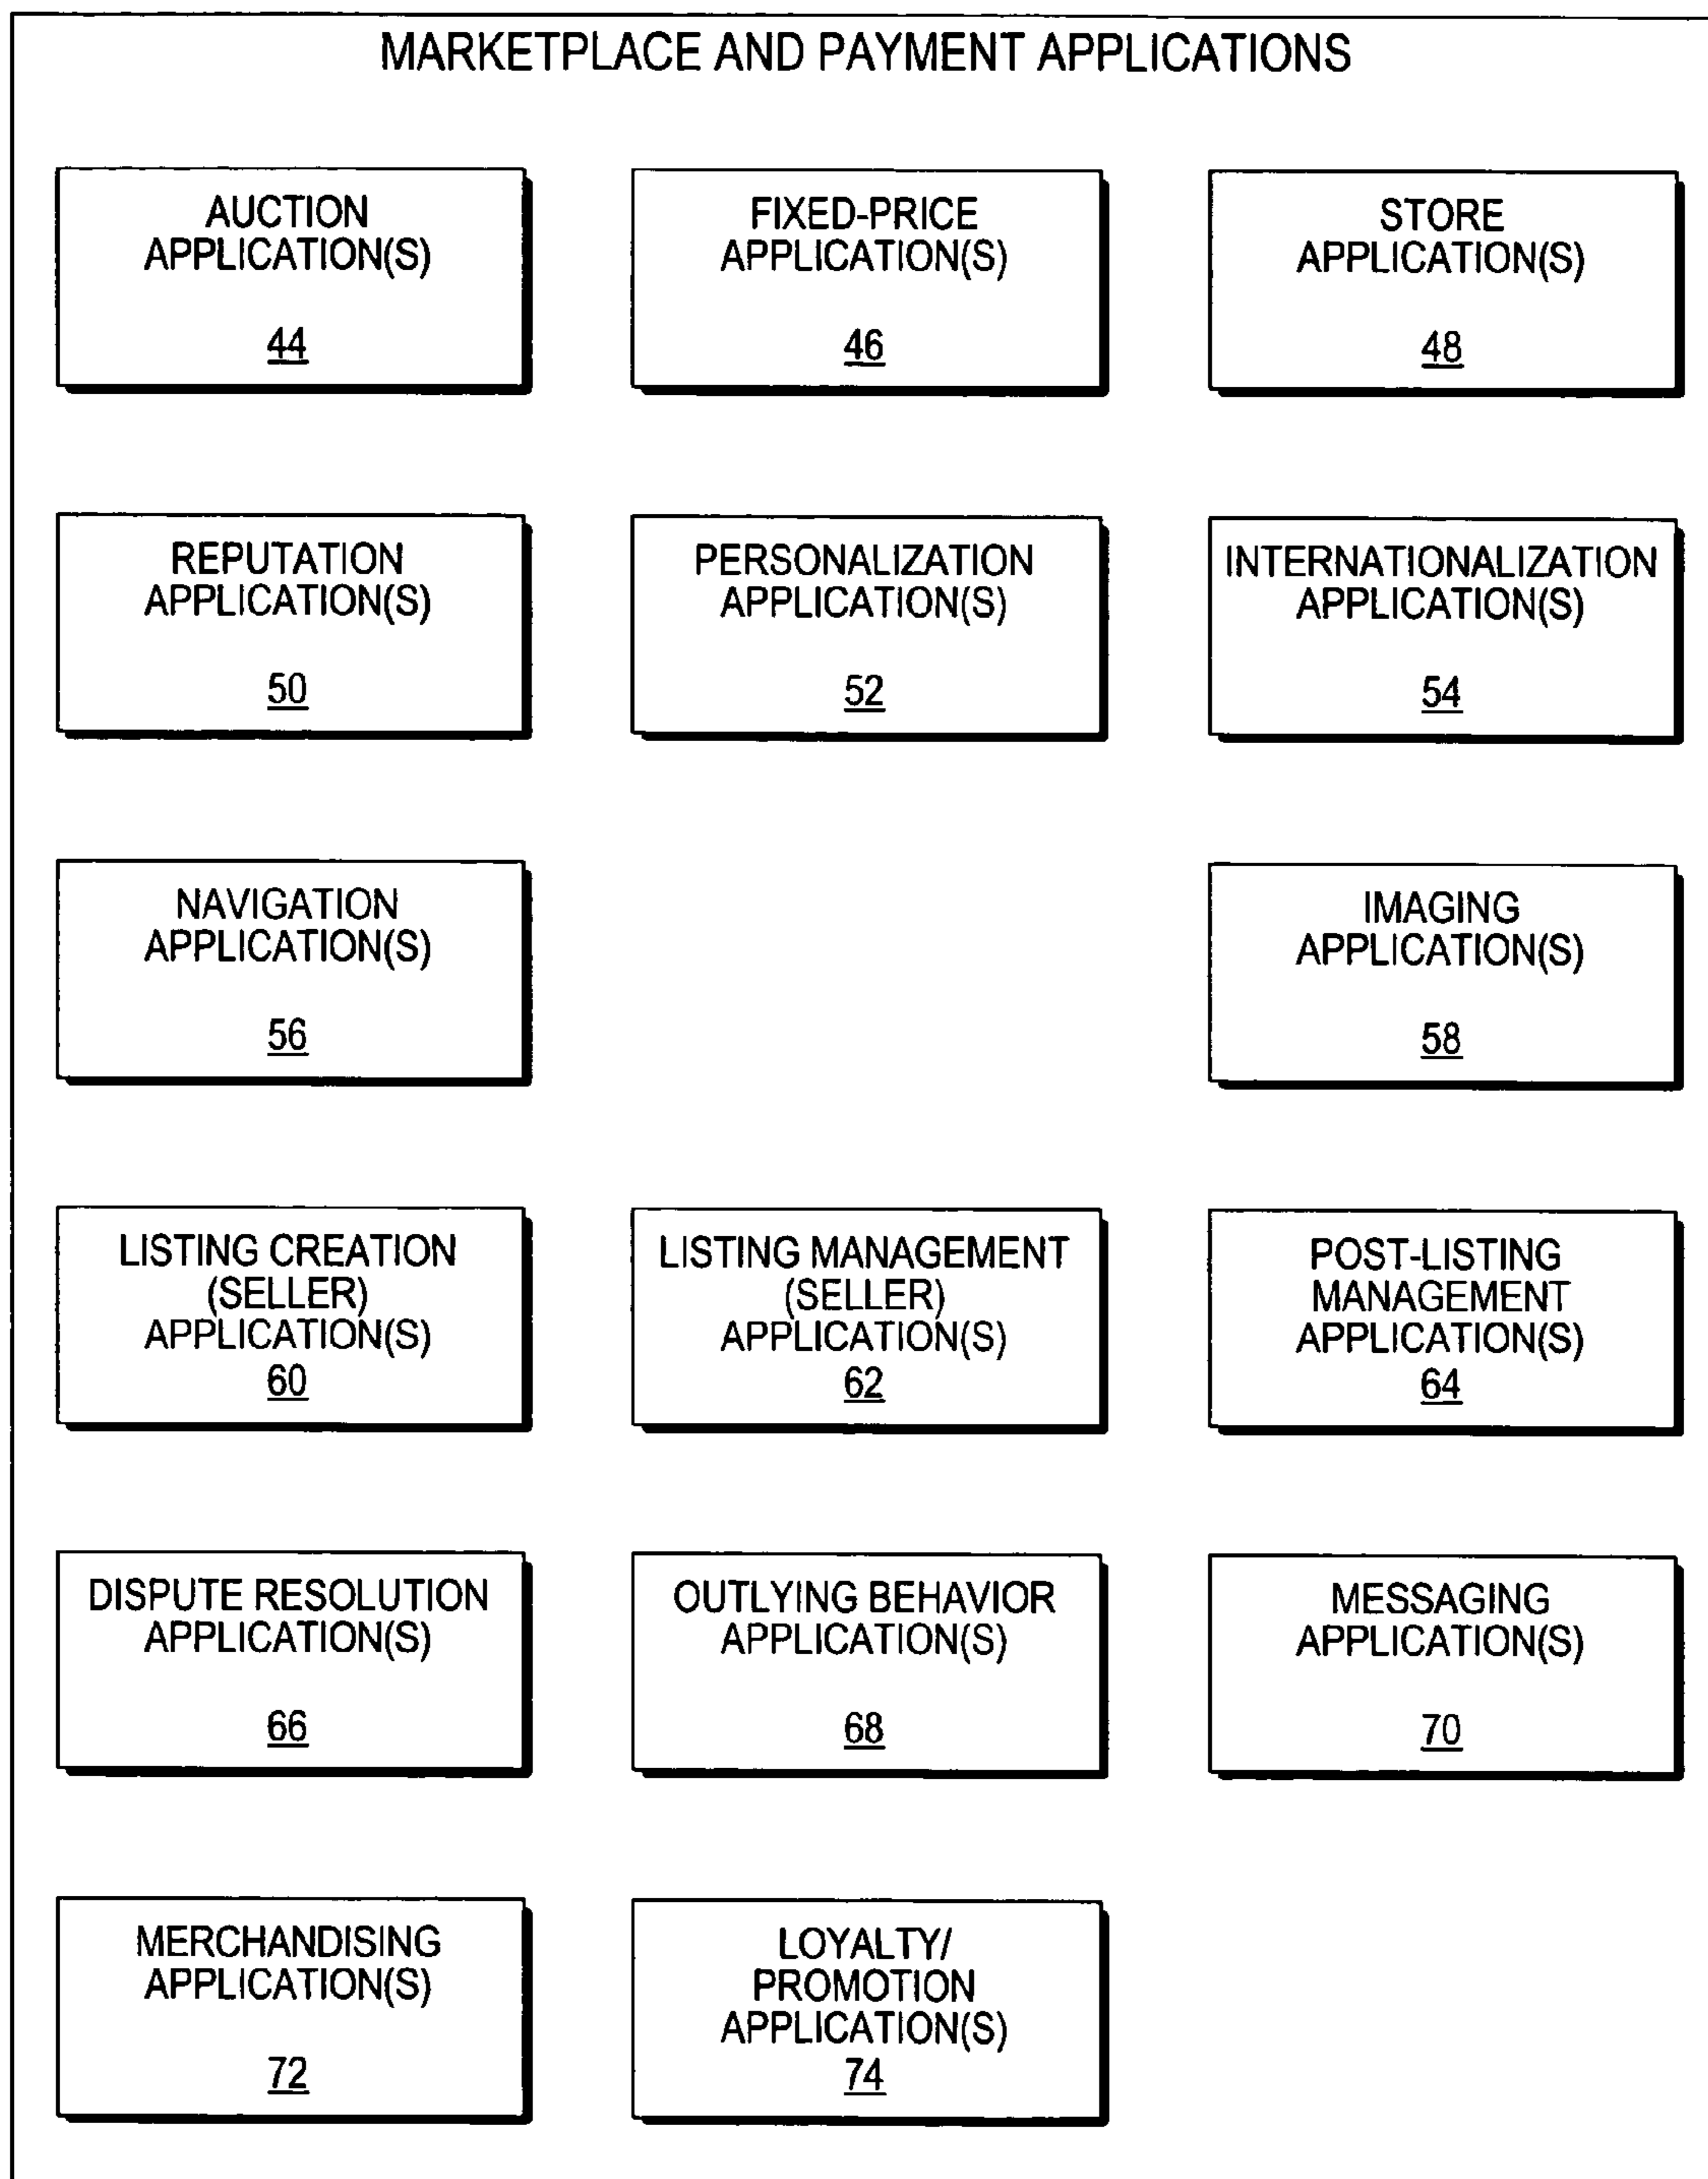 MARKETPLACE AND PAYMENT APPLICATIONS
AUCTION
APPLICATION(S)
44
FIXED-PRICE
APPLICATION(S)
46
STORE
APPLICATION(S)
48
REPUTATION
APPLICATION(S)
50
PERSONALIZATION
APPLICATION(S)
52
INTERNATIONALIZATION
APPLICATION(S)
54
NAVIGATION
APPLICATION(S)
56
IMAGING
APPLICATION(S)
58
LISTING CREATION
(SELLER)
APPLICATION(S)
60
LISTING MANAGEMENT
(SELLER)
APPLICATION(S)
62
POST-LISTING
MANAGEMENT
APPLICATION(S)
64
DISPUTE RESOLUTION
APPLICATION(S)
66
OUTLYING BEHAVIOR
APPLICATION(S)
68
MESSAGING
APPLICATION(S)
70
MERCHANDISING
APPLICATION(S)
72
LOYALTY/
PROMOTION
APPLICATION(S)
74